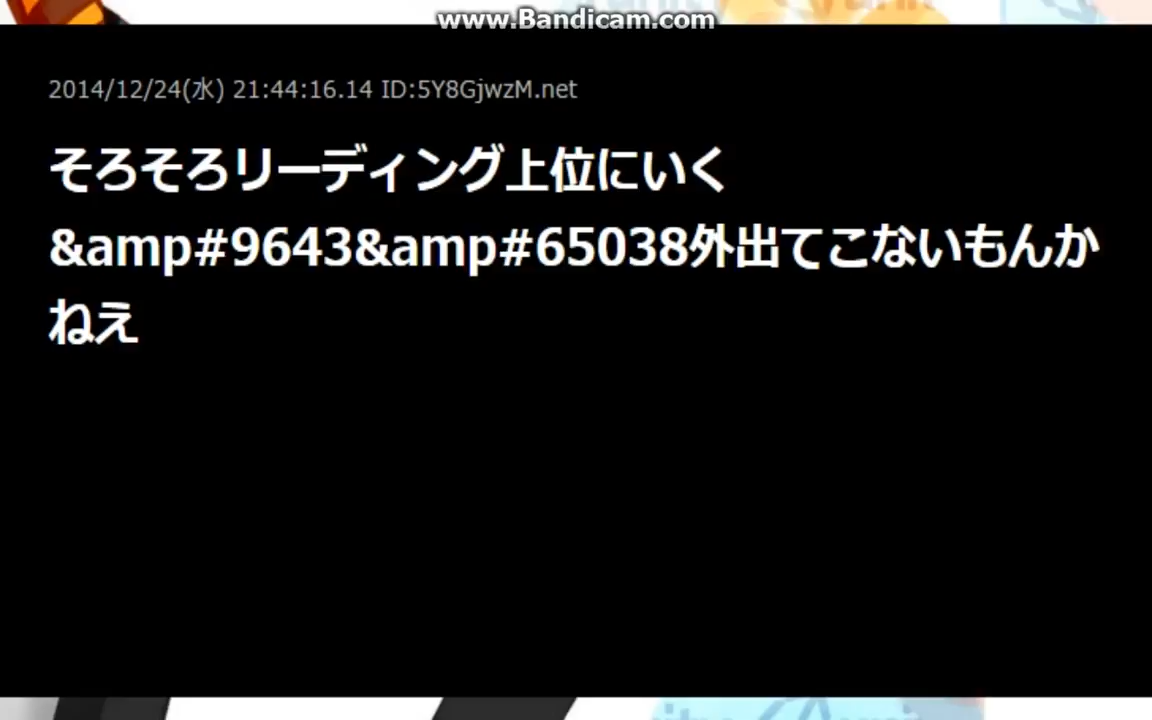 www.Bandicam.com
2014/12/24(水) 21:44:16.14 ID:5Y8GjwzM.net
そろそろリーディング上位にいく
&amp#9643&amp#65038外出てこないもんか
ねえ